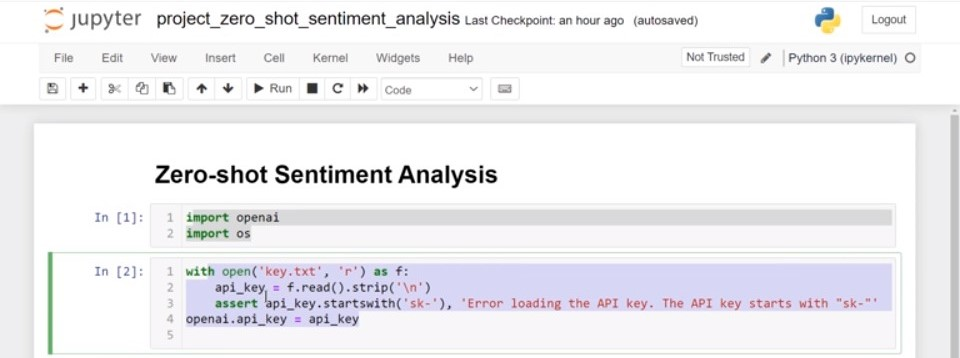 jupyter project_zero_shot_sentiment_analysis Last Checkpoint: an hour ago (autosaved) Logout
File Edit View Insert Cell Kernel Widgets Help Not Trusted Python 3 (ipykernel)
Run Code
Zero-shot Sentiment Analysis
In [1]: 1 import openai
2 import os
In [2]: 1 with open('key.txt', 'r') as f:
2     api_key = f.read().strip('\n')
3     assert api_key.startswith('sk-'), 'Error loading the API key. The API key starts with "sk-"'
4 openai.api_key = api_key
5